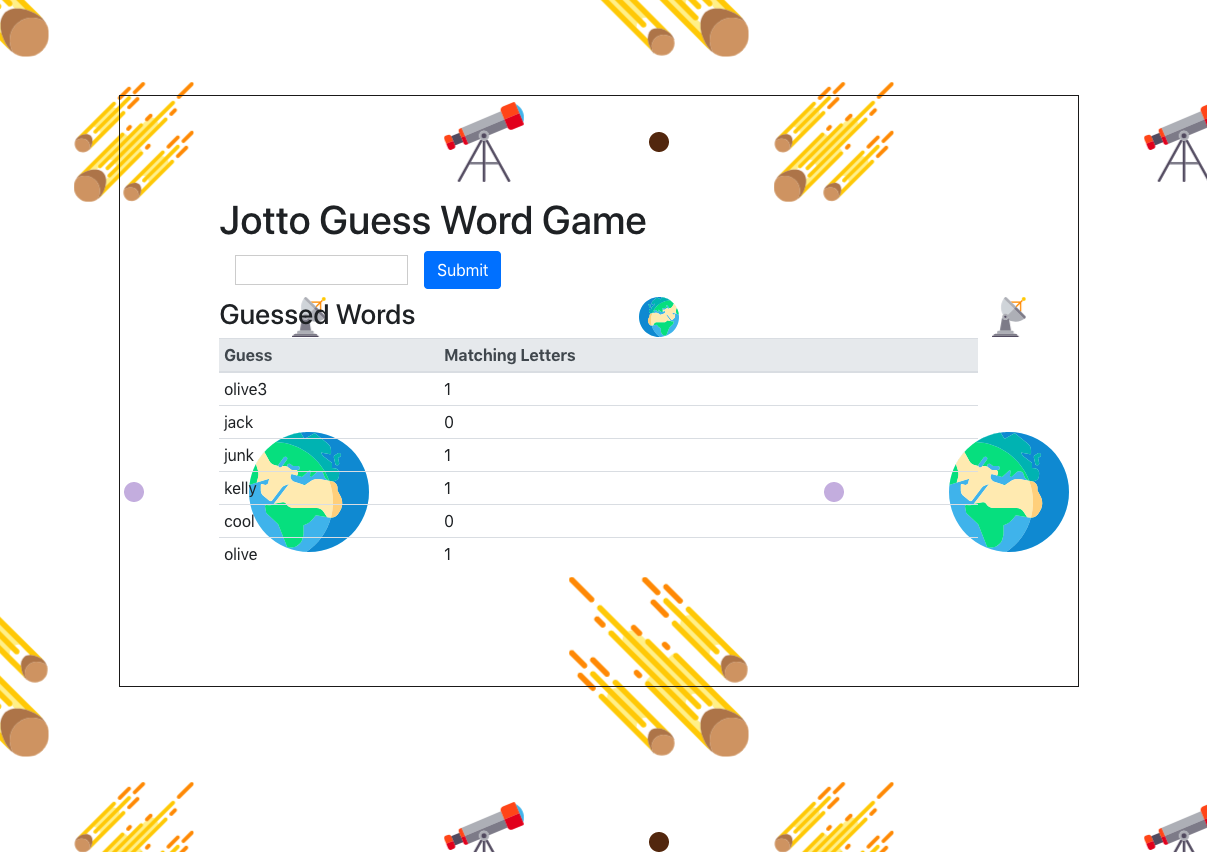 Jotto Guess Word Game
Submit
Guessed Words
Guess Matching Letters
olive3 1
jack 0
junk 1
kelly 1
cool 0
olive 1